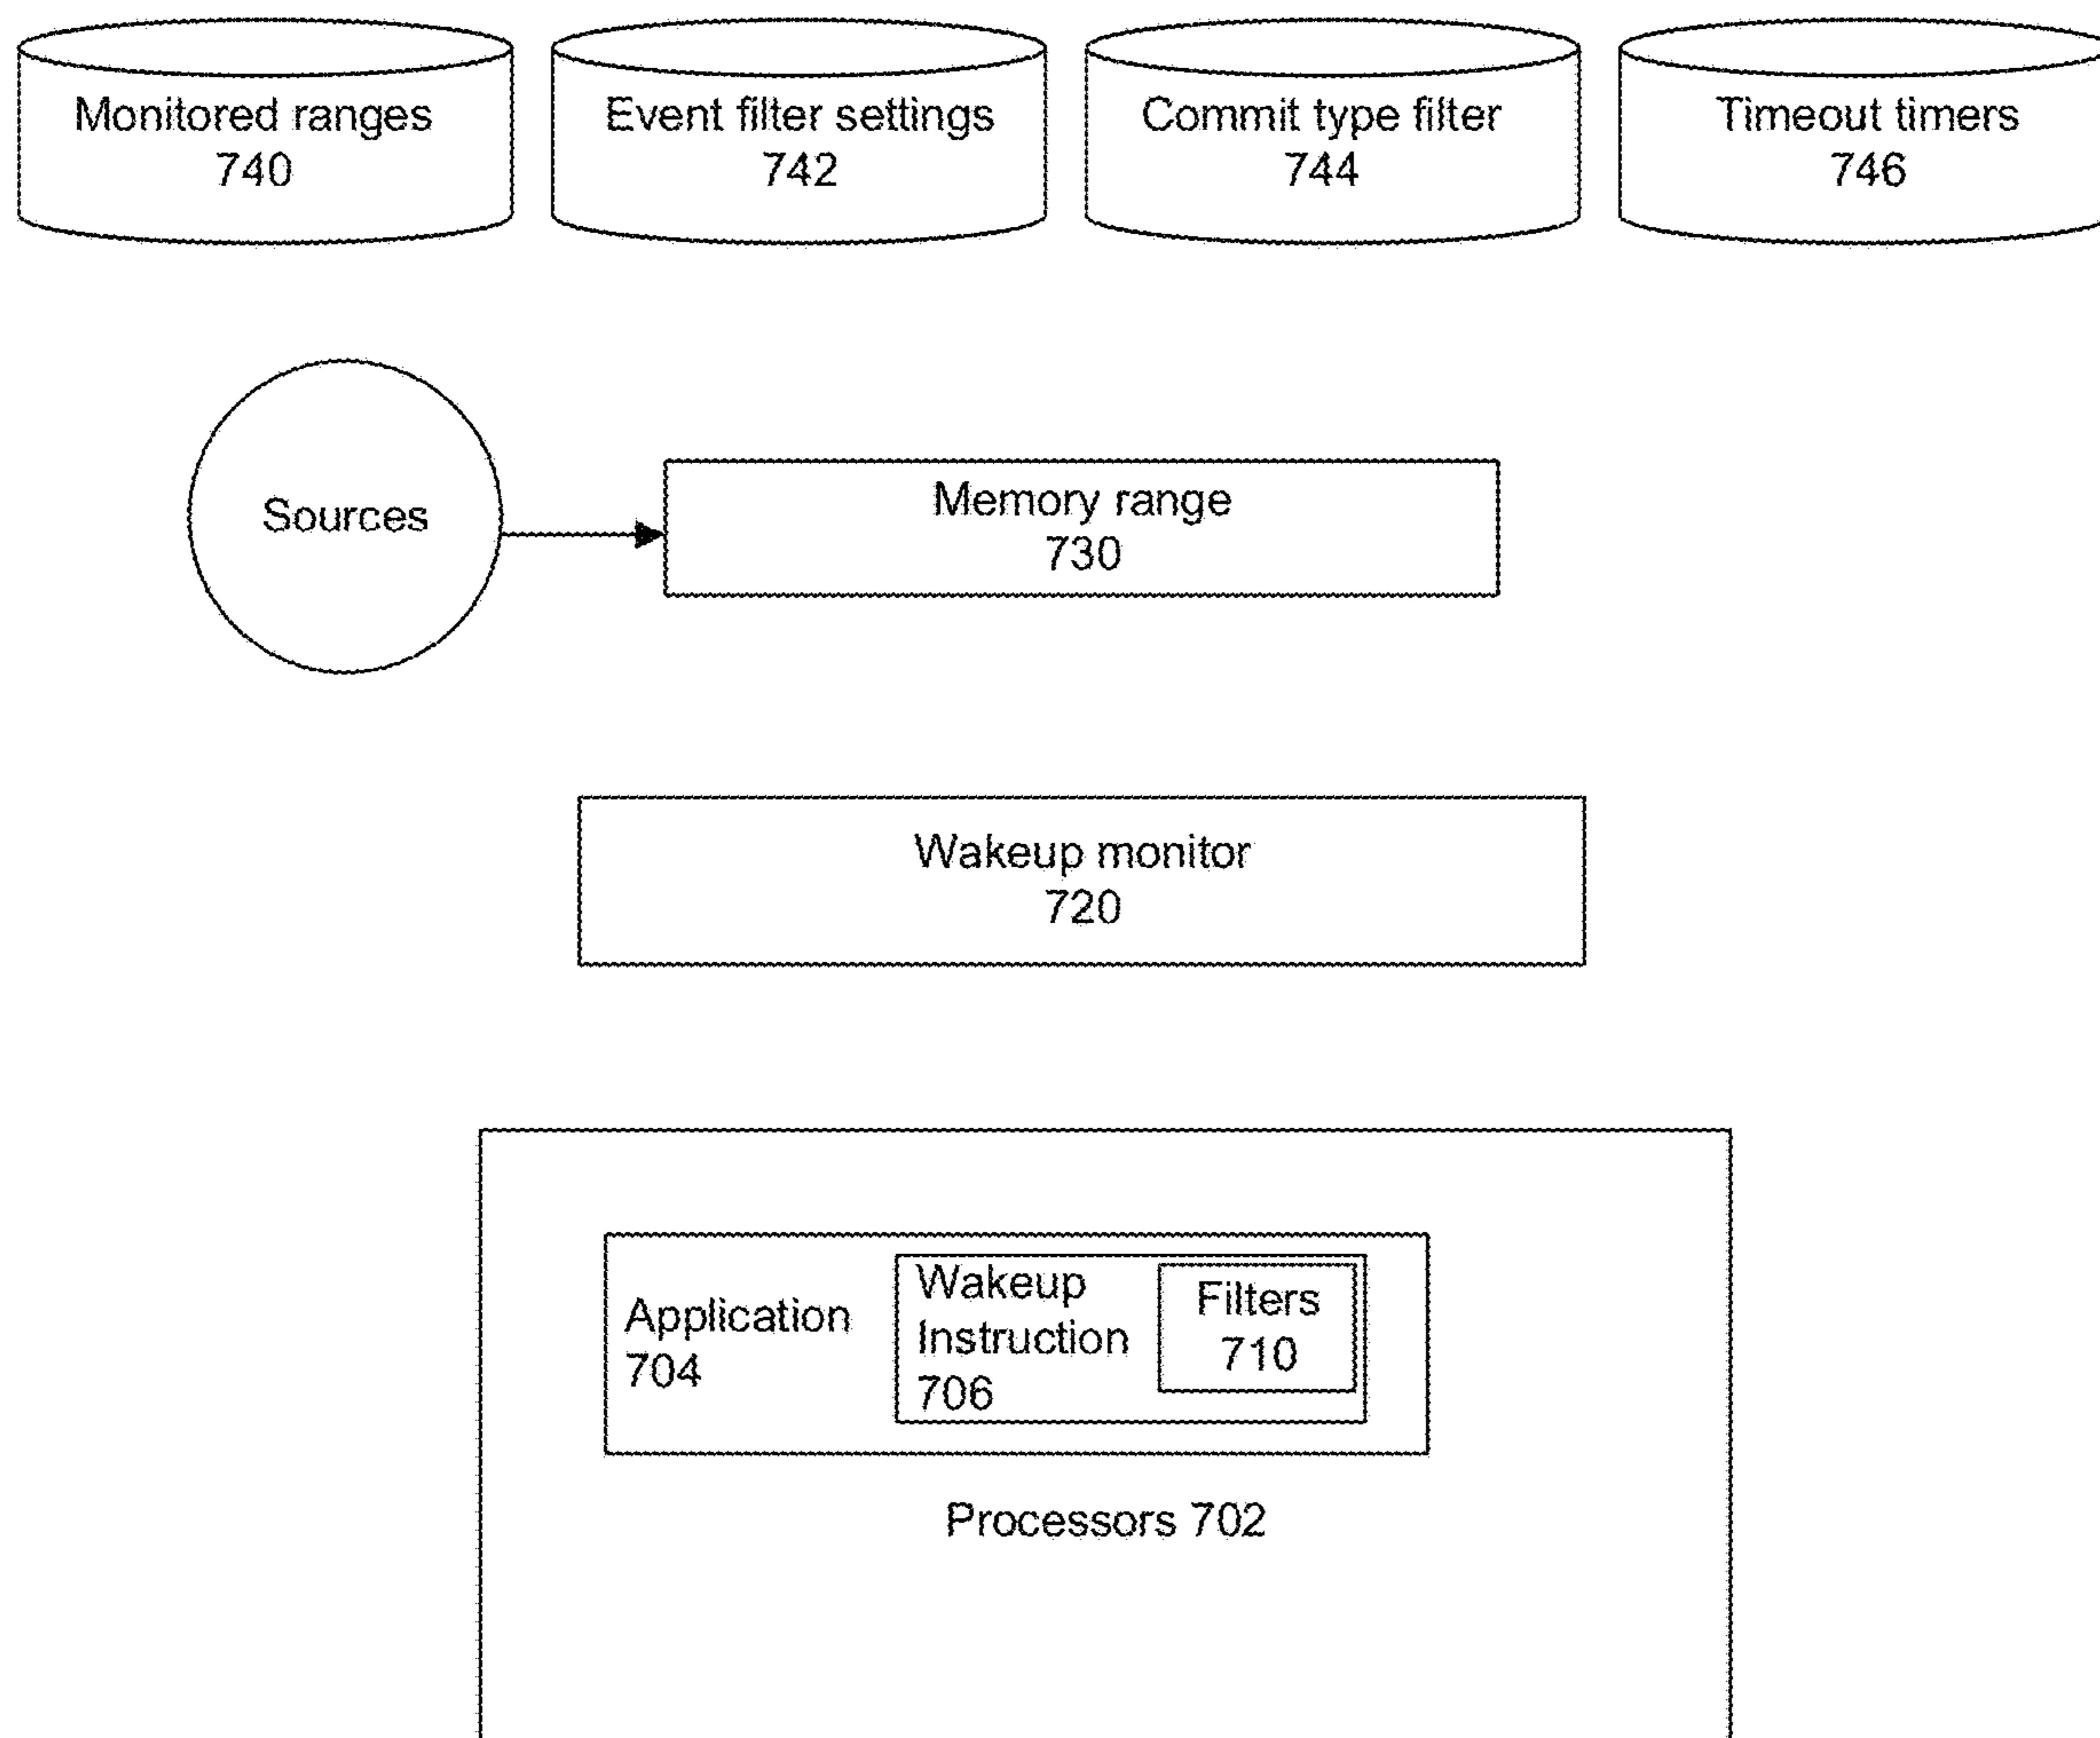 Monitored ranges
740
Event filter settings
742
Commit type filter
744
Timeout timers
746
Sources
Memory range
730
Wakeup monitor
720
Application
704
Wakeup
Instruction
706
Filters
710
Processors 702